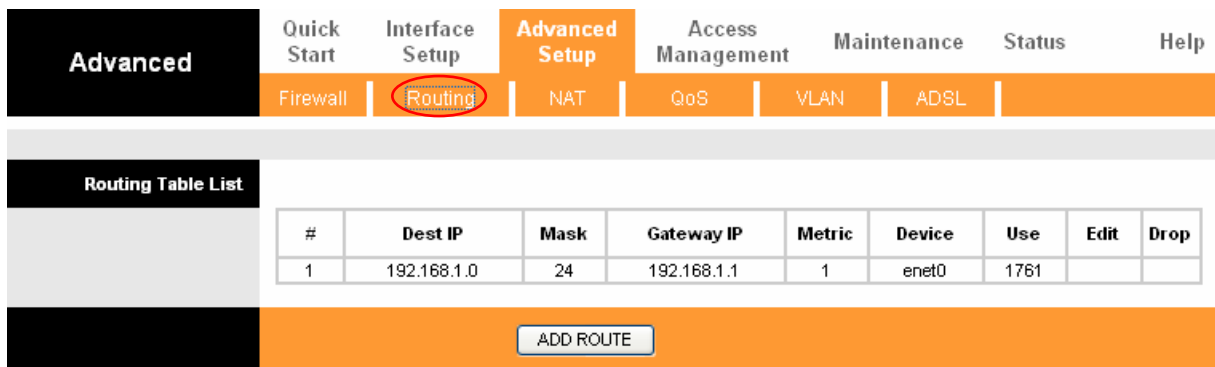 Advanced
Quick Start
Interface Setup
Advanced Setup
Access Management
Maintenance
Status
Help
Firewall
Routing
NAT
QoS
VLAN
ADSL
Routing Table List
# Dest IP Mask Gateway IP Metric Device Use Edit Drop
1 192.168.1.0 24 192.168.1.1 1 enet0 1761
ADD ROUTE